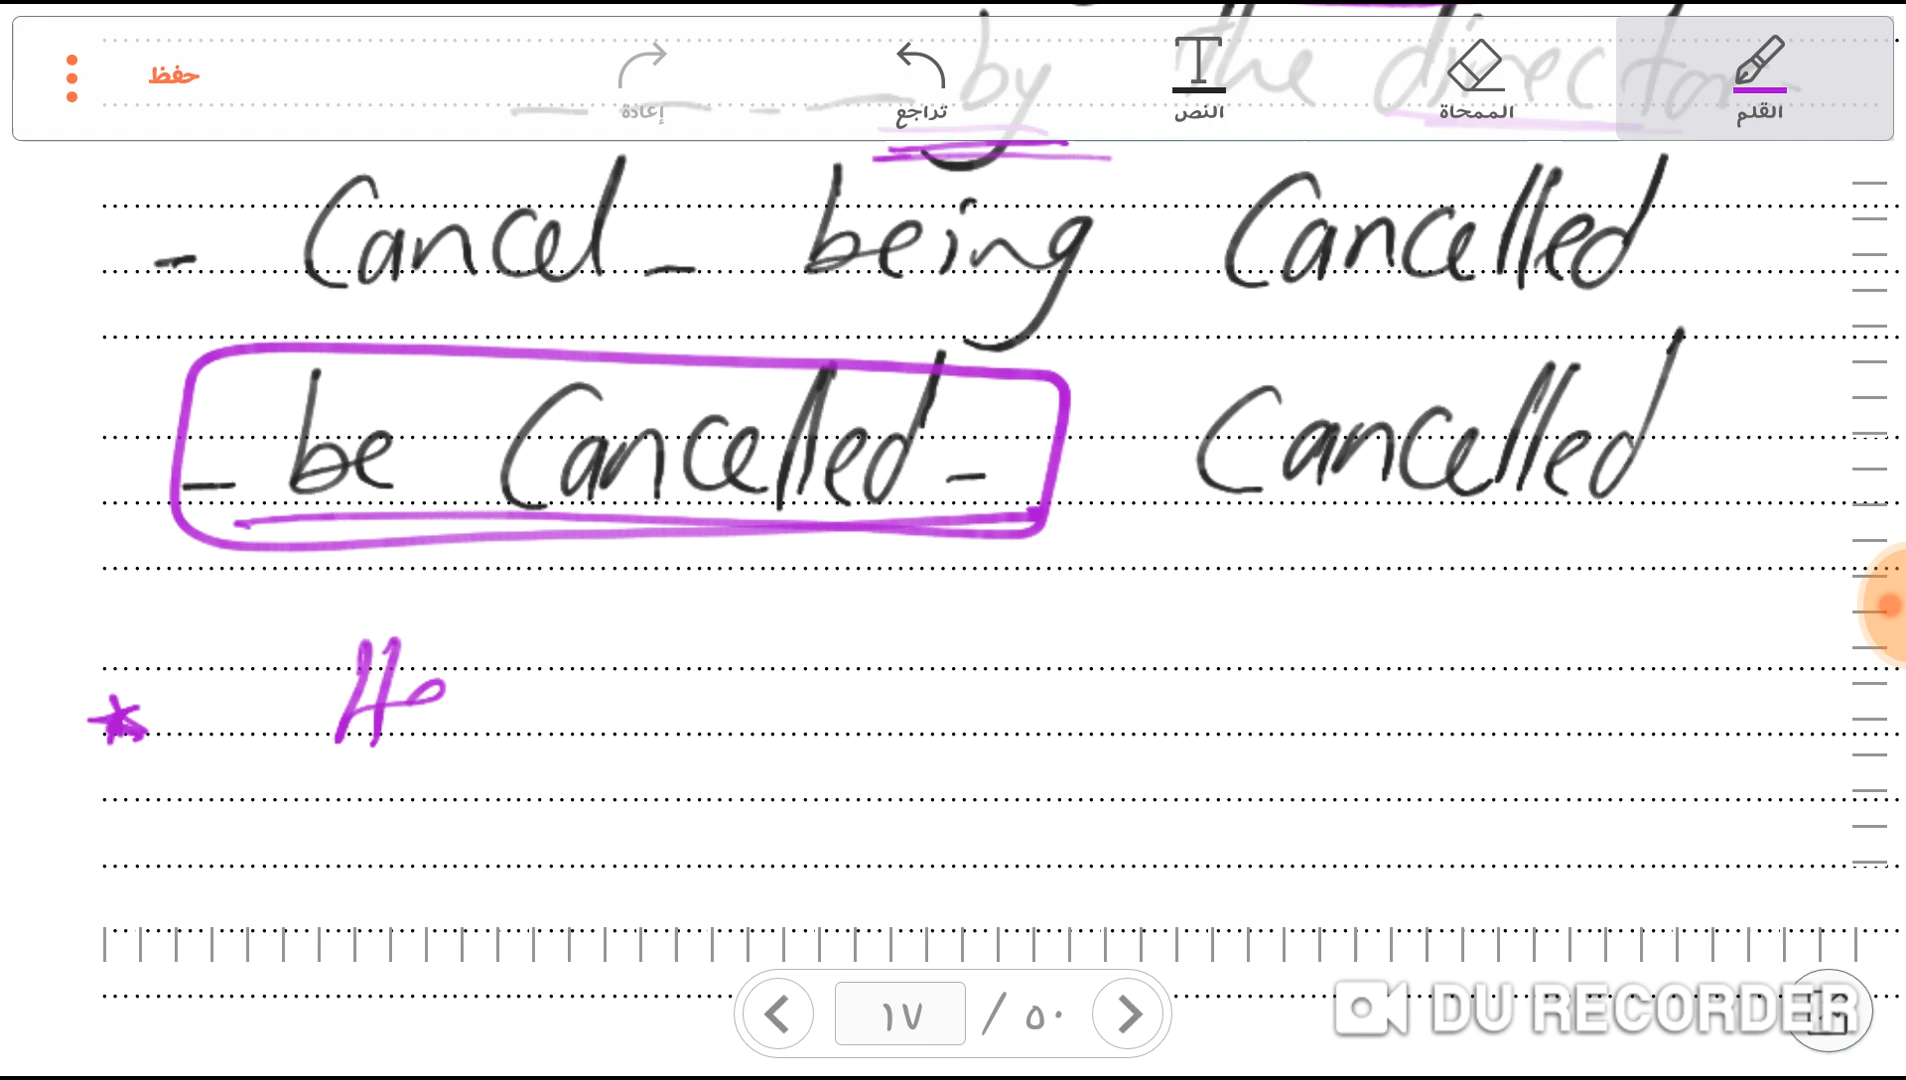 by the director
حفظ إعادة تراجع النص الممحاة القلم
- Cancel - being Cancelled
- be Cancelled - Cancelled
* He
١٧ / ٥٠
DU RECORDER